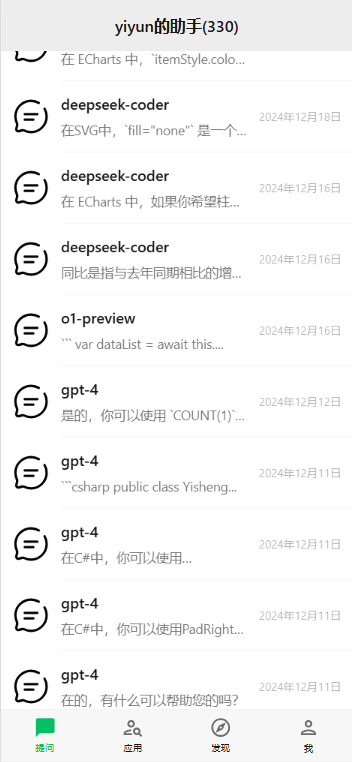 yiyun的助手(330)
在 ECharts 中，`itemStyle.colo...
deepseek-coder
2024年12月18日
在SVG中，`fill="none"` 是一个...
deepseek-coder
2024年12月16日
在 ECharts 中，如果你希望柱...
deepseek-coder
2024年12月16日
同比是指与去年同期相比的增...
o1-preview
2024年12月16日
``` var dataList = await this....
gpt-4
2024年12月12日
是的，你可以使用 `COUNT(1)`...
gpt-4
2024年12月11日
```csharp public class Yisheng...
gpt-4
2024年12月11日
在C#中，你可以使用...
gpt-4
2024年12月11日
在C#中，你可以使用PadRight...
gpt-4
2024年12月11日
在的，有什么可以帮助您的吗?
提问 应用 发现 我